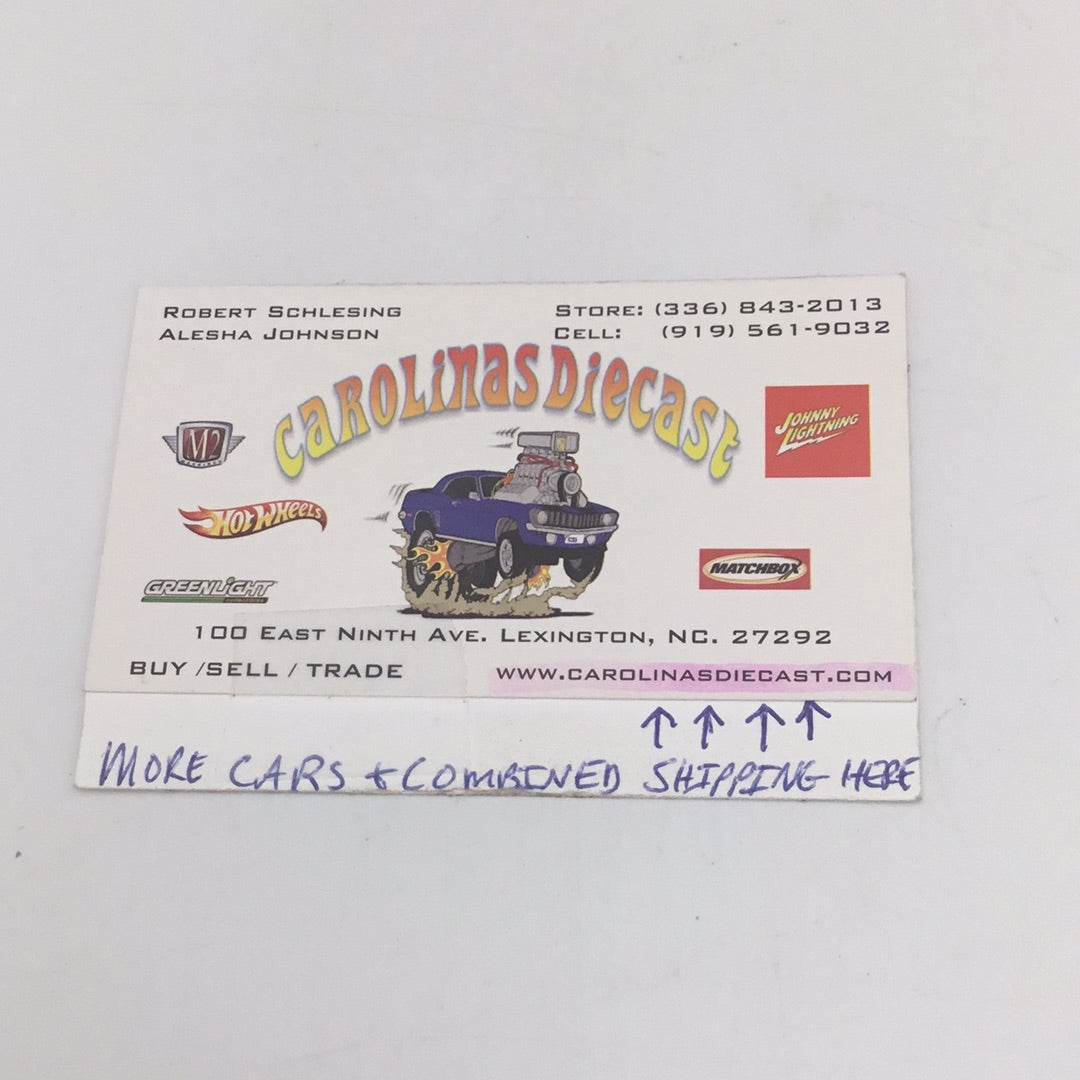 ROBERT SCHLESING
ALESHA JOHNSON
STORE: (336) 843-2013
CELL: (919) 561-9032
CAROLINAS DIECAST
M2
HOT WHEELS
GREENLIGHT
JOHNNY
LIGHTNING
MATCHBOX
CD
100 EAST NINTH AVE. LEXINGTON, NC. 27292
BUY /SELL / TRADE
WWW.CAROLINASDIECAST.COM
MORE CARS + COMBINED SHIPPING HERE